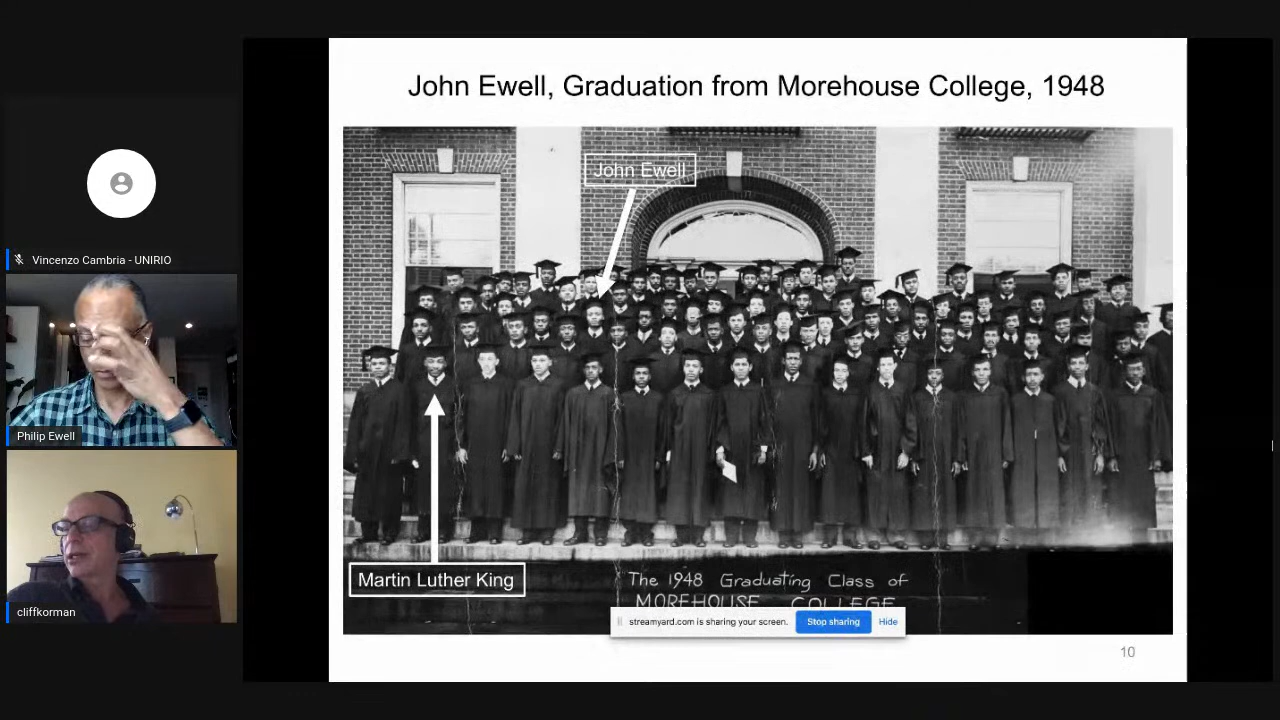 John Ewell, Graduation from Morehouse College, 1948
John Ewell
Martin Luther King
The 1948 Graduating Class of
MOREHOUSE COLLEGE
streamyard.com is sharing your screen.
Stop sharing
Hide
10
Vincenzo Cambria - UNIRIO
Philip Ewell
cliffkorman